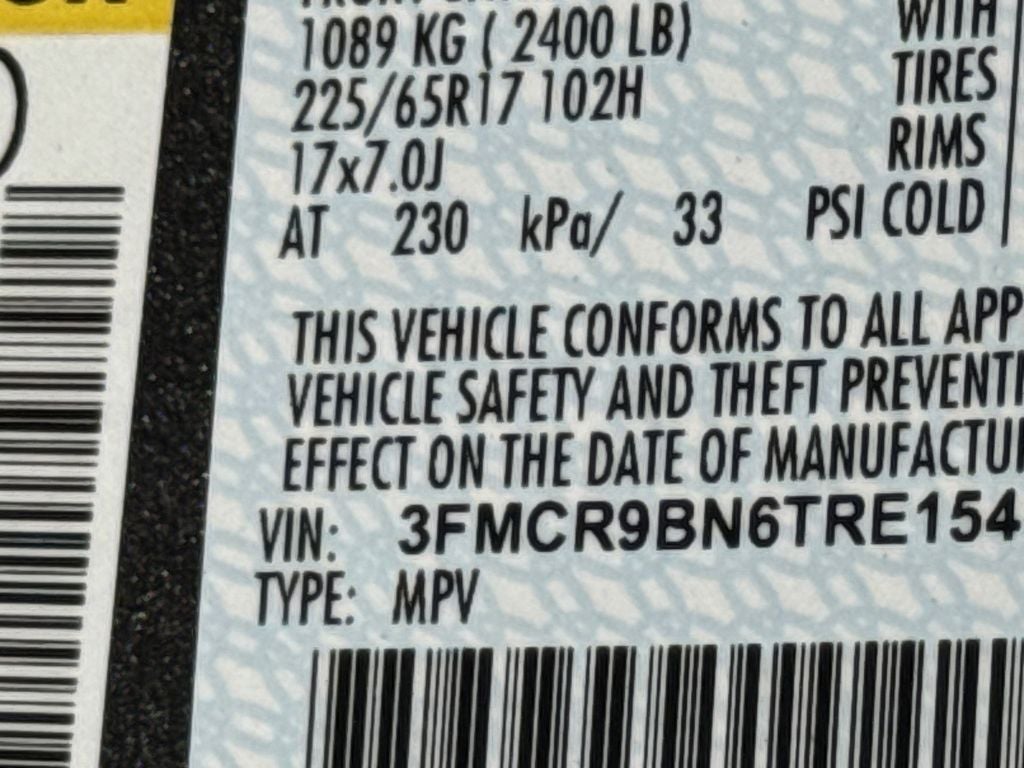 1089 KG ( 2400 LB)
225/65R17 102H
17x7.0J
AT 230 kPa/ 33 PSI COLD
WITH
TIRES
RIMS
THIS VEHICLE CONFORMS TO ALL APP
VEHICLE SAFETY AND THEFT PREVENTI
EFFECT ON THE DATE OF MANUFACTU
VIN: 3FMCR9BN6TRE154
TYPE: MPV